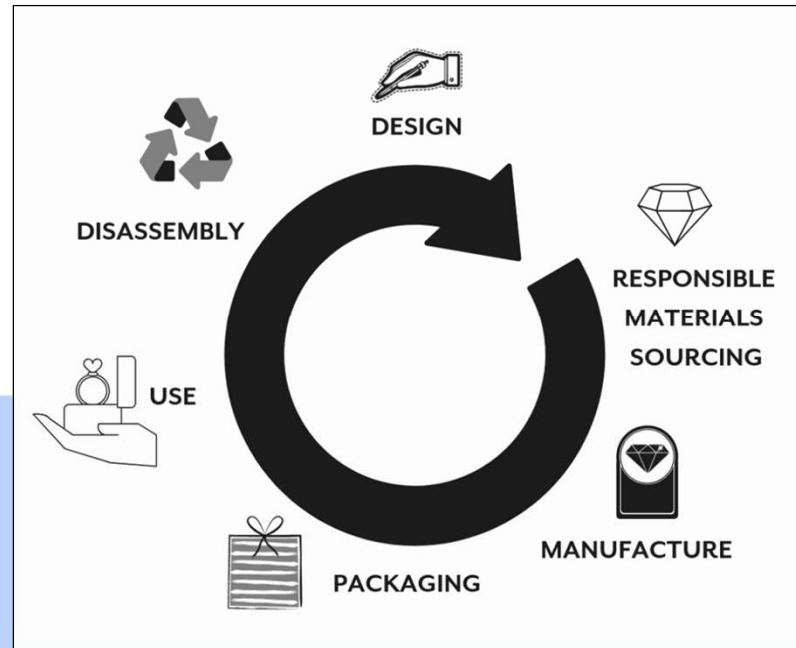 DESIGN
RESPONSIBLE
MATERIALS
SOURCING
MANUFACTURE
PACKAGING
USE
DISASSEMBLY